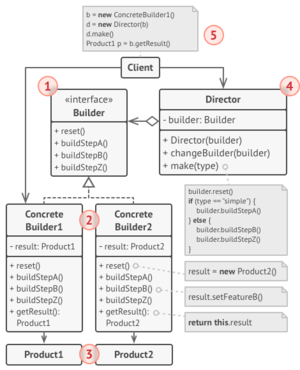 b = new ConcreteBuilder1()
d = new Director(b)
d.make()
Product1 p = b.getResult()
5
Client
1
«interface»
Builder
+ reset()
+ buildStepA()
+ buildStepB()
+ buildStepZ()
4
Director
- builder: Builder
+ Director(builder)
+ changeBuilder(builder)
+ make(type)
builder.reset()
if (type == "simple") {
builder.buildStepA()
} else {
builder.buildStepB()
builder.buildStepZ()
}
2
Concrete
Builder1
- result: Product1
+ reset()
+ buildStepA()
+ buildStepB()
+ buildStepZ()
+ getResult():
Product1
Concrete
Builder2
- result: Product2
+ reset()
+ buildStepA()
+ buildStepB()
+ buildStepZ()
+ getResult():
Product2
result = new Product2()
result.setFeatureB()
return this.result
Product1
3
Product2